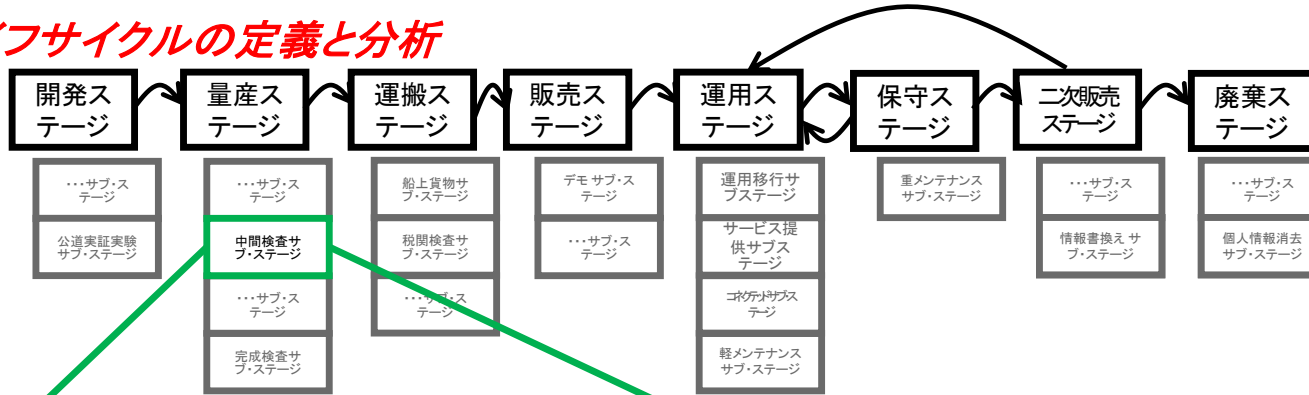 イフサイクルの定義と分析
開発ス
テージ
量産ス
テージ
運搬ス
テージ
販売ス
テージ
運用ス
テージ
保守ス
テージ
二次販売
ステージ
廃棄ス
テージ
・・・サブ・ス
テージ
公道実証実験
サブ・ステージ
・・・サブ・ス
テージ
中間検査サ
ブ・ステージ
・・・サブ・ス
テージ
完成検査サ
ブ・ステージ
船上貨物サ
ブ・ステージ
税関検査サ
ブ・ステージ
・・・サブ・ス
テージ
デモ サブ・ス
テージ
・・・サブ・ス
テージ
運用移行サ
ブステージ
サービス提
供サブス
テージ
コネクテッドサブス
テージ
軽メンテナンス
サブ・ステージ
重メンテナンス
サブ・ステージ
・・・サブ・ス
テージ
情報書換え サ
ブ・ステージ
・・・サブ・ス
テージ
個人情報消去
サブ・ステージ